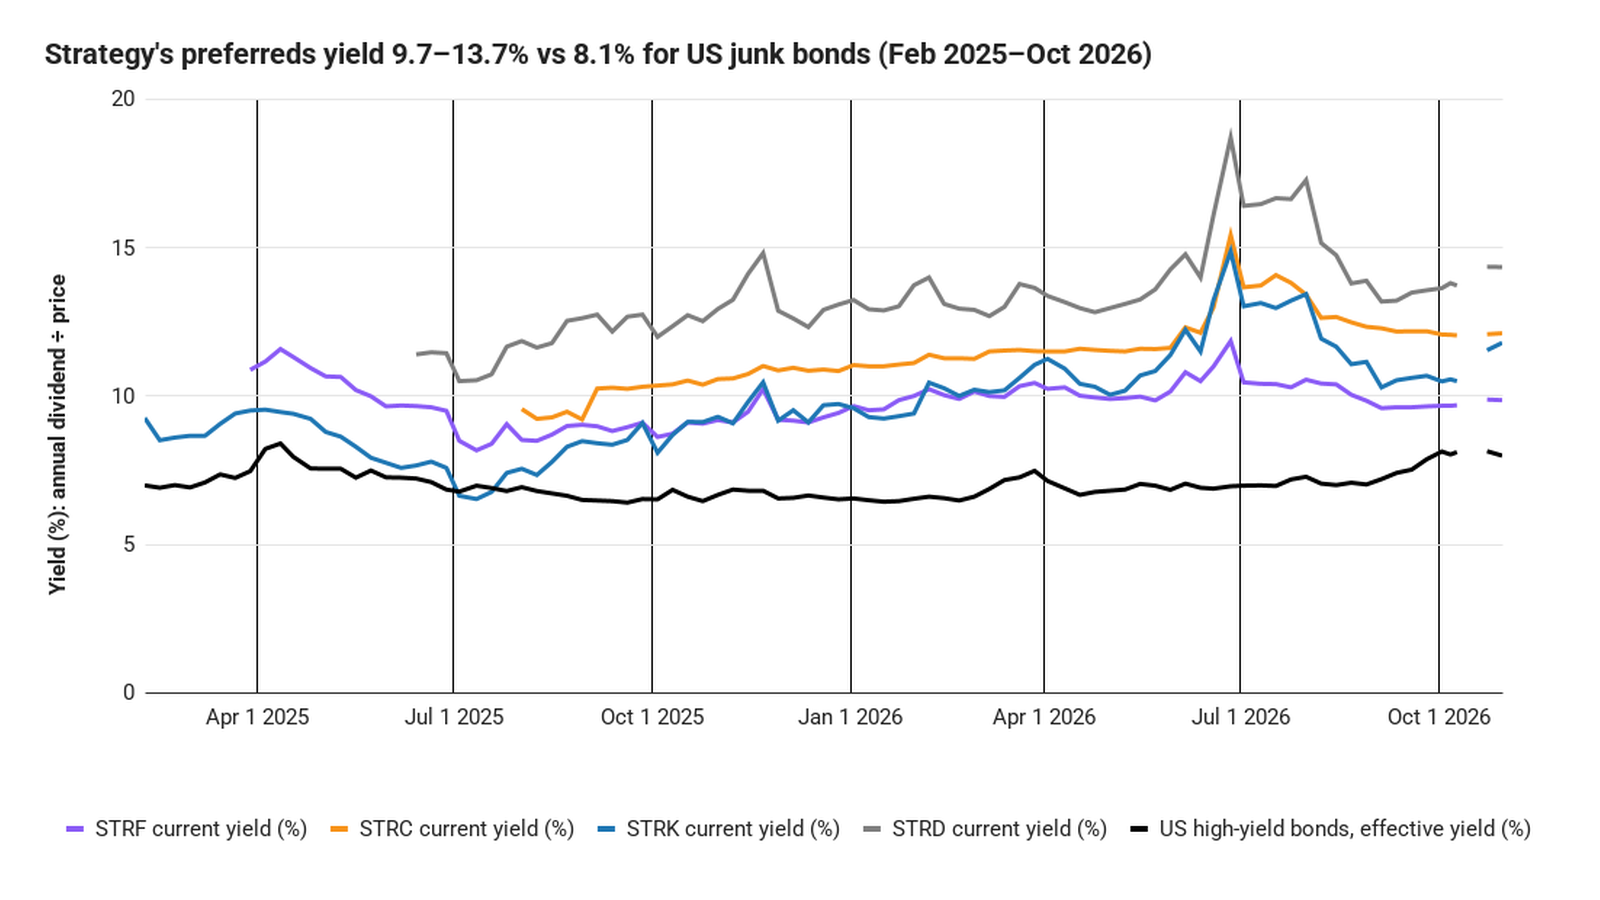 Strategy's preferreds yield 9.7–13.7% vs 8.1% for US junk bonds (Feb 2025–Oct 2026)
Yield (%): annual dividend ÷ price
20
15
10
5
0
Apr 1 2025
Jul 1 2025
Oct 1 2025
Jan 1 2026
Apr 1 2026
Jul 1 2026
Oct 1 2026
STRF current yield (%)
STRC current yield (%)
STRK current yield (%)
STRD current yield (%)
US high-yield bonds, effective yield (%)